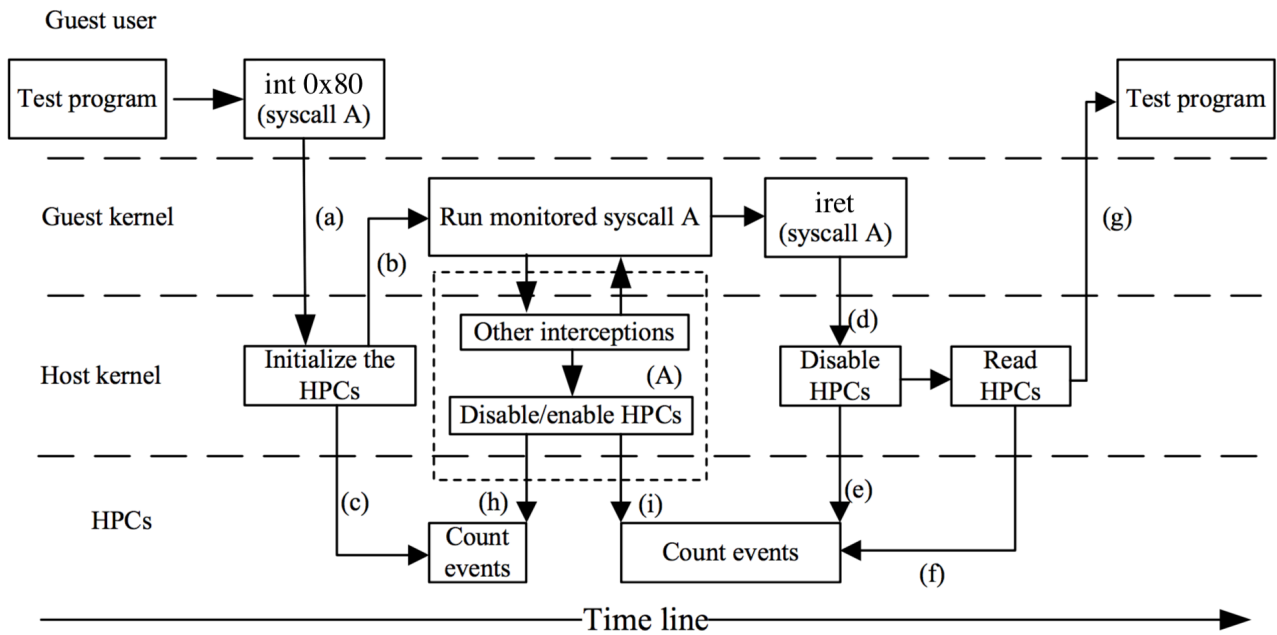 Guest user
Test program
int 0x80
(syscall A)
Test program
Guest kernel
(a)
(b)
Run monitored syscall A
iret
(syscall A)
(g)
Host kernel
Initialize the
HPCs
Other interceptions
(A)
Disable/enable HPCs
(d)
Disable
HPCs
Read
HPCs
HPCs
(c)
(h)
(i)
(e)
Count
events
Count events
(f)
Time line